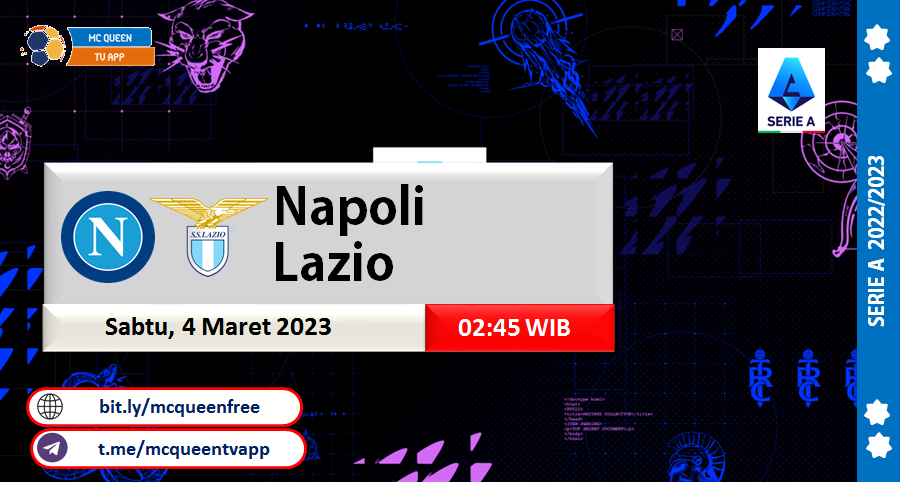 MC QUEEN
TV APP
SERIE A
N
S.S.LAZIO
Napoli
Lazio
Sabtu, 4 Maret 2023
02:45 WIB
bit.ly/mcqueenfree
t.me/mcqueentvapp
SERIE A 2022/2023